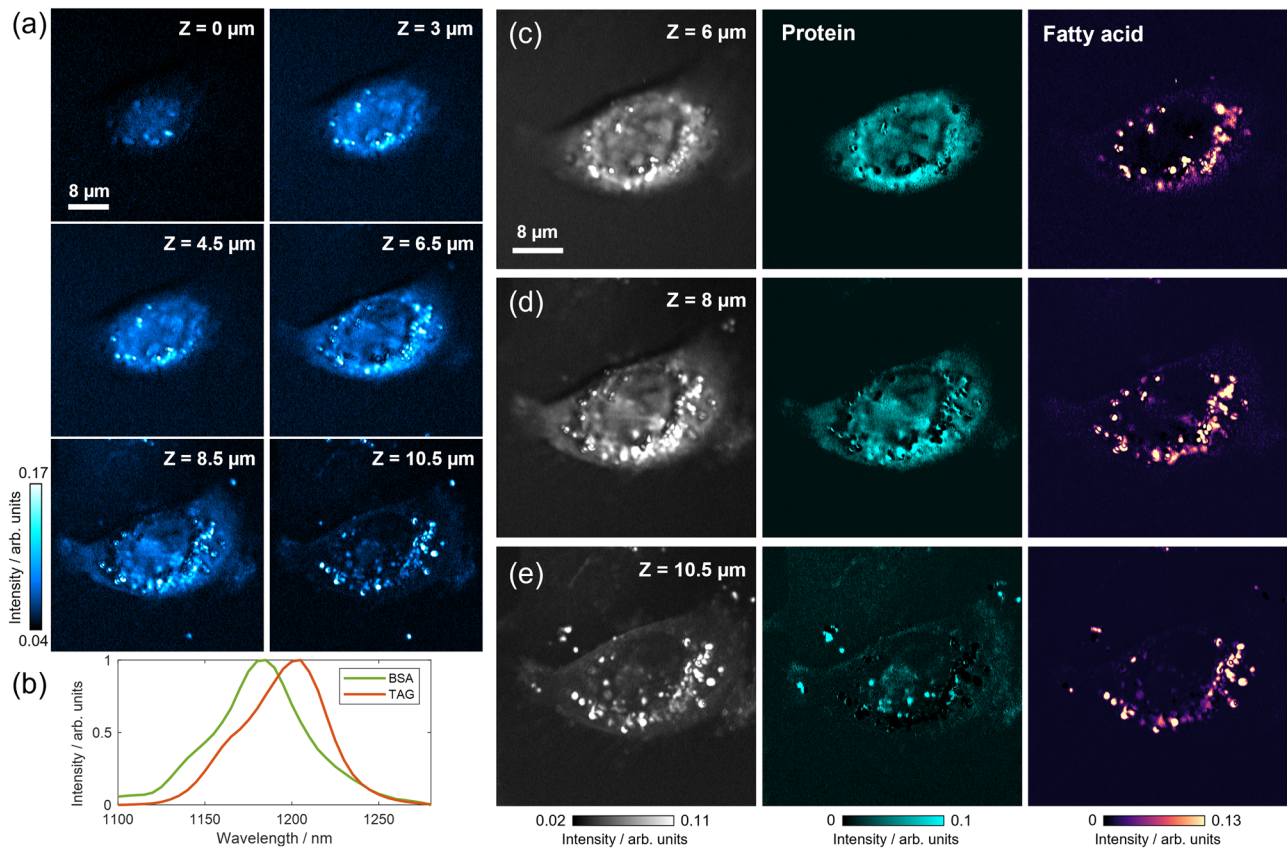 (a)
Z = 0 µm
Z = 3 µm
8 µm
Z = 4.5 µm
Z = 6.5 µm
Z = 8.5 µm
Z = 10.5 µm
0.17
Intensity / arb. units
0.04
(b)
BSA
TAG
1
0.5
0
Intensity / arb. units
1100
1150
1200
1250
Wavelength / nm
(c)
Z = 6 µm
8 µm
Protein
Fatty acid
(d)
Z = 8 µm
(e)
Z = 10.5 µm
0.02
0.11
Intensity / arb. units
0
0.1
Intensity / arb. units
0
0.13
Intensity / arb. units